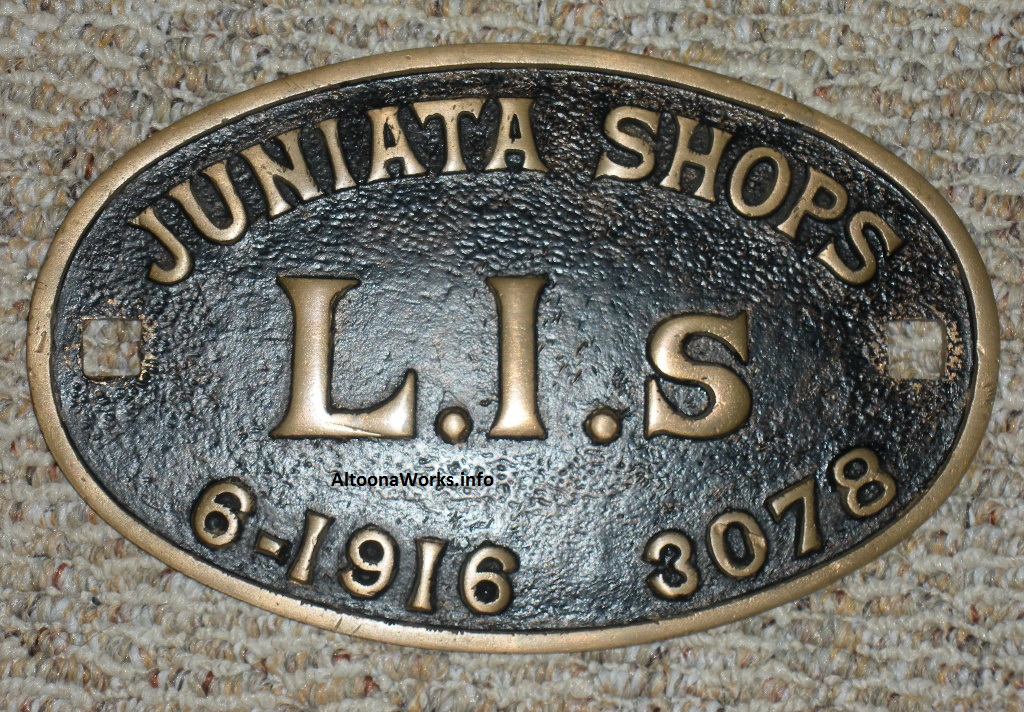 JUNIATA SHOPS
L.I.s
AltoonaWorks.info
6-1916 3078